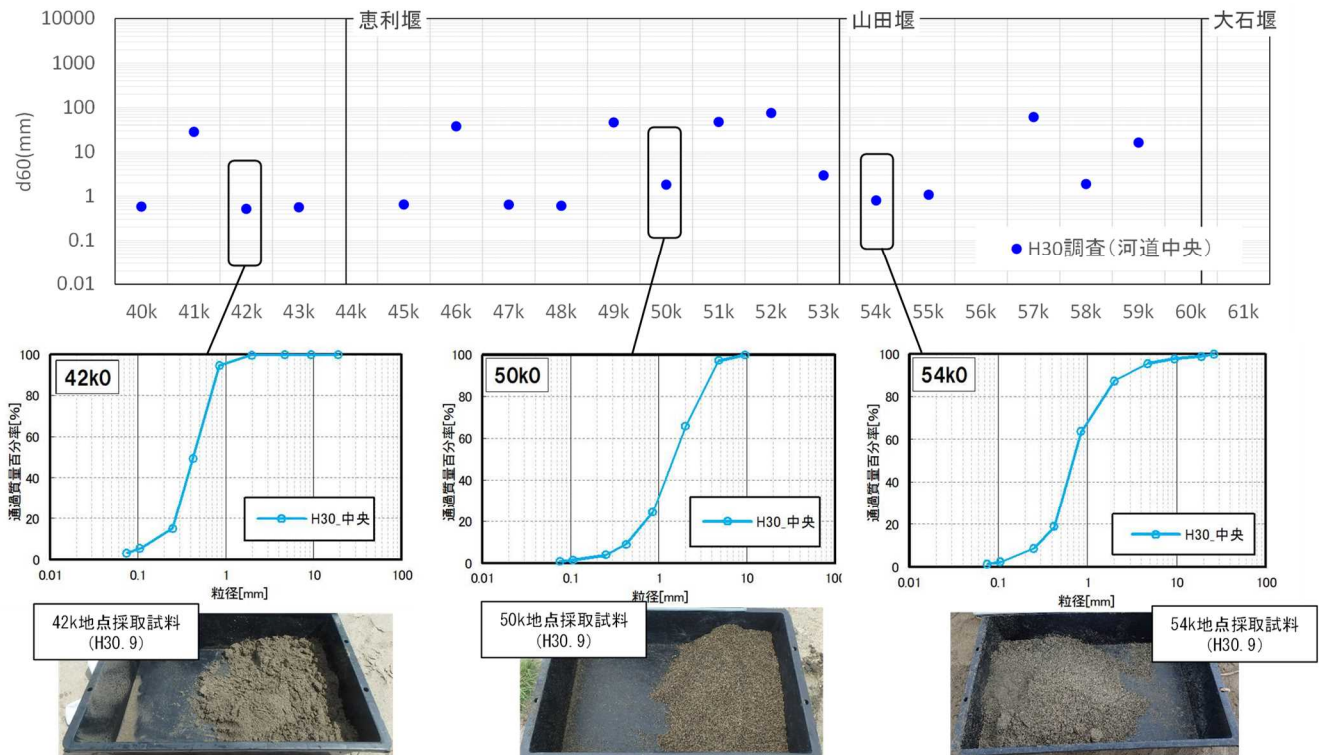 恵利堰
山田堰
大石堰
d60(mm)
10000
1000
100
10
1
0.1
0.01
H30調査(河道中央)
40k 41k 42k 43k 44k 45k 46k 47k 48k 49k 50k 51k 52k 53k 54k 55k 56k 57k 58k 59k 60k 61k
42k0
通過質量百分率[%]
100
80
60
40
20
0
H30_中央
0.01 0.1 1 10 100
粒径[mm]
50k0
通過質量百分率[%]
100
80
60
40
20
0
H30_中央
0.01 0.1 1 10 100
粒径[mm]
54k0
通過質量百分率[%]
100
80
60
40
20
0
H30_中央
0.01 0.1 1 10 100
粒径[mm]
42k地点採取試料
(H30.9)
50k地点採取試料
(H30.9)
54k地点採取試料
(H30.9)